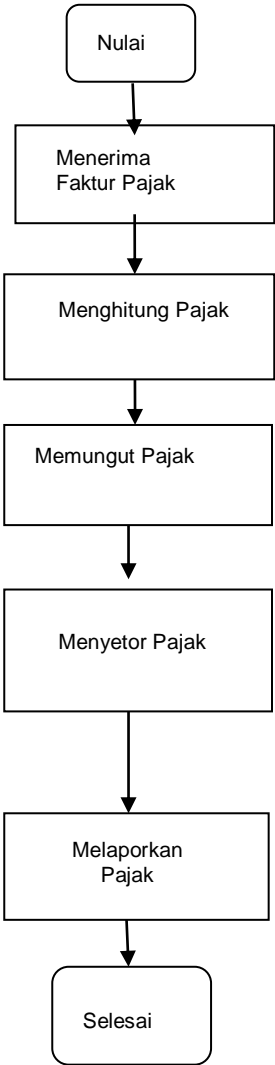 Nulai
Menerima
Faktur Pajak
Menghitung Pajak
Memungut Pajak
Menyetor Pajak
Melaporkan
Pajak
Selesai